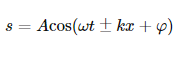 s = Acos(ωt ± kx + φ)